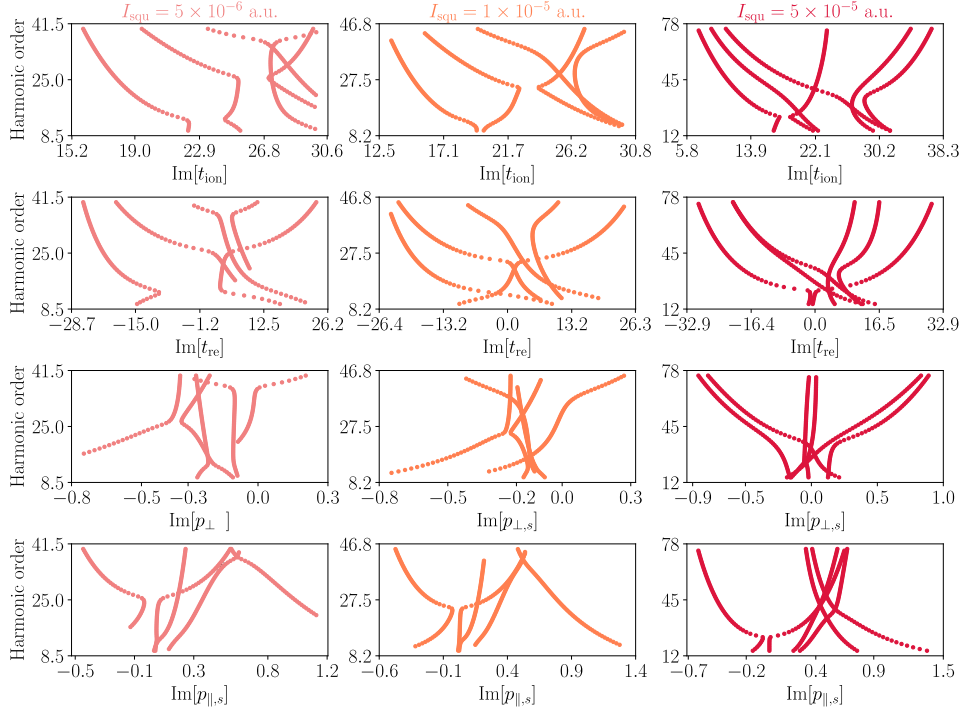 I_squ = 5 × 10⁻⁶ a.u. I_squ = 1 × 10⁻⁵ a.u. I_squ = 5 × 10⁻⁵ a.u.
Harmonic order
41.5 25.0 8.5
15.2 19.0 22.9 26.8 30.6
Im[t_ion]
46.8 27.5 8.2
12.5 17.1 21.7 26.2 30.8
Im[t_ion]
78 45 12
5.8 13.9 22.1 30.2 38.3
Im[t_ion]
Harmonic order
41.5 25.0 8.5
−28.7 −15.0 −1.2 12.5 26.2
Im[t_re]
46.8 27.5 8.2
−26.4 −13.2 0.0 13.2 26.3
Im[t_re]
78 45 12
−32.9 −16.4 0.0 16.5 32.9
Im[t_re]
Harmonic order
41.5 25.0 8.5
−0.8 −0.5 −0.3 0.0 0.3
Im[p_⊥ ]
46.8 27.5 8.2
−0.8 −0.5 −0.2 0.0 0.3
Im[p_⊥,s]
78 45 12
−0.9 −0.5 0.0 0.5 1.0
Im[p_⊥,s]
Harmonic order
41.5 25.0 8.5
−0.5 −0.1 0.3 0.7 1.2
Im[p_∥,s]
46.8 27.5 8.2
−0.6 −0.1 0.4 0.8 1.3
Im[p_∥,s]
78 45 12
−0.7 −0.2 0.4 0.9 1.5
Im[p_∥,s]